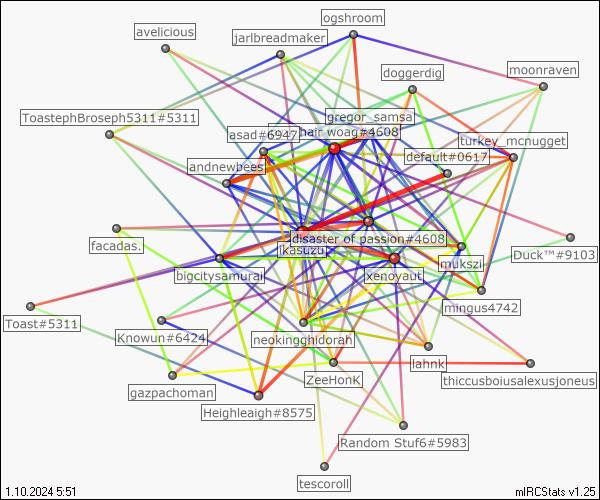 ogshroom
avelicious
jarlbreadmaker
doggerdig
moonraven
ToastephBroseph5311#5311
gregor_samsa
asad#6947
hair woag#4608
turkey_mcnugget
default#0617
andnewbees
disaster of passion#4608
ikasuzu
facadas.
Duck™#9103
mukszi
bigcitysamurai
xenoyaut
mingus4742
Toast#5311
Knowun#6424
neokingghidorah
lahnk
thiccusboiusalexusjoneus
ZeeHonK
gazpachoman
Heighleaigh#8575
Random Stuf6#5983
tescoroll
1.10.2024 5:51
mIRCStats v1.25